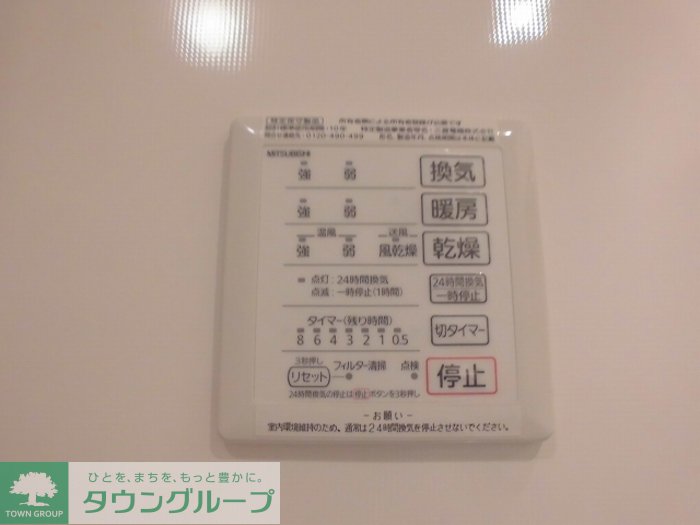 特定保守製品
MITSUBISHI
強 弱 換気
強 弱 暖房
温風 送風
強 弱 風乾燥 乾燥
点灯：24時間換気
点滅：一時停止(1時間)
24時間換気
一時停止
タイマー(残り時間)
8 6 4 3 2 1 0.5
切タイマー
3秒押し
リセット フィルター清掃 点検
停止
24時間換気の停止は停止ボタンを3秒押し
－お願い－
室内環境維持のため、通常は24時間換気を停止させないでください。
ひとを、まちを、もっと豊かに。
TOWN GROUP タウングループ